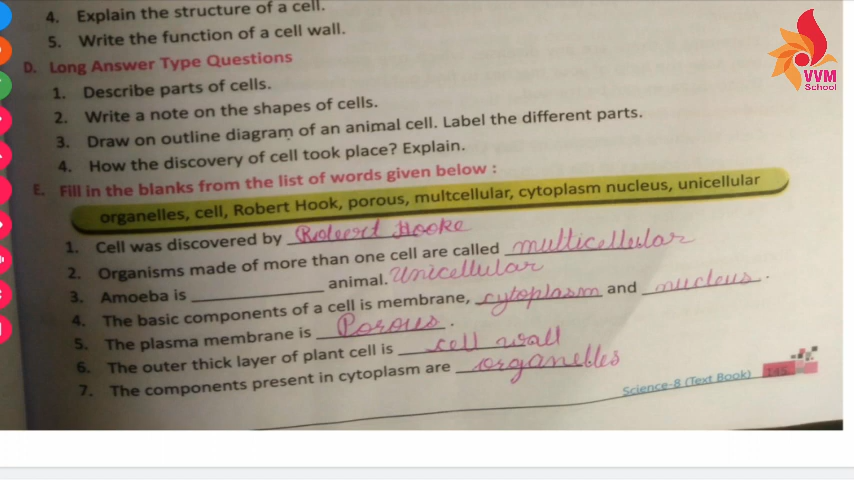 VVM
School
4. Explain the structure of a cell.
5. Write the function of a cell wall.
D. Long Answer Type Questions
1. Describe parts of cells.
2. Write a note on the shapes of cells.
3. Draw on outline diagram of an animal cell. Label the different parts.
4. How the discovery of cell took place? Explain.
E. Fill in the blanks from the list of words given below :
organelles, cell, Robert Hook, porous, multcellular, cytoplasm nucleus, unicellular
1. Cell was discovered by Robert Hooke
2. Organisms made of more than one cell are called multicellular
3. Amoeba is ____________ animal. Unicellular
4. The basic components of a cell is membrane, cytoplasm and nucleus .
5. The plasma membrane is Porous .
6. The outer thick layer of plant cell is cell wall
7. The components present in cytoplasm are organelles
Science-8 (Text Book) 145